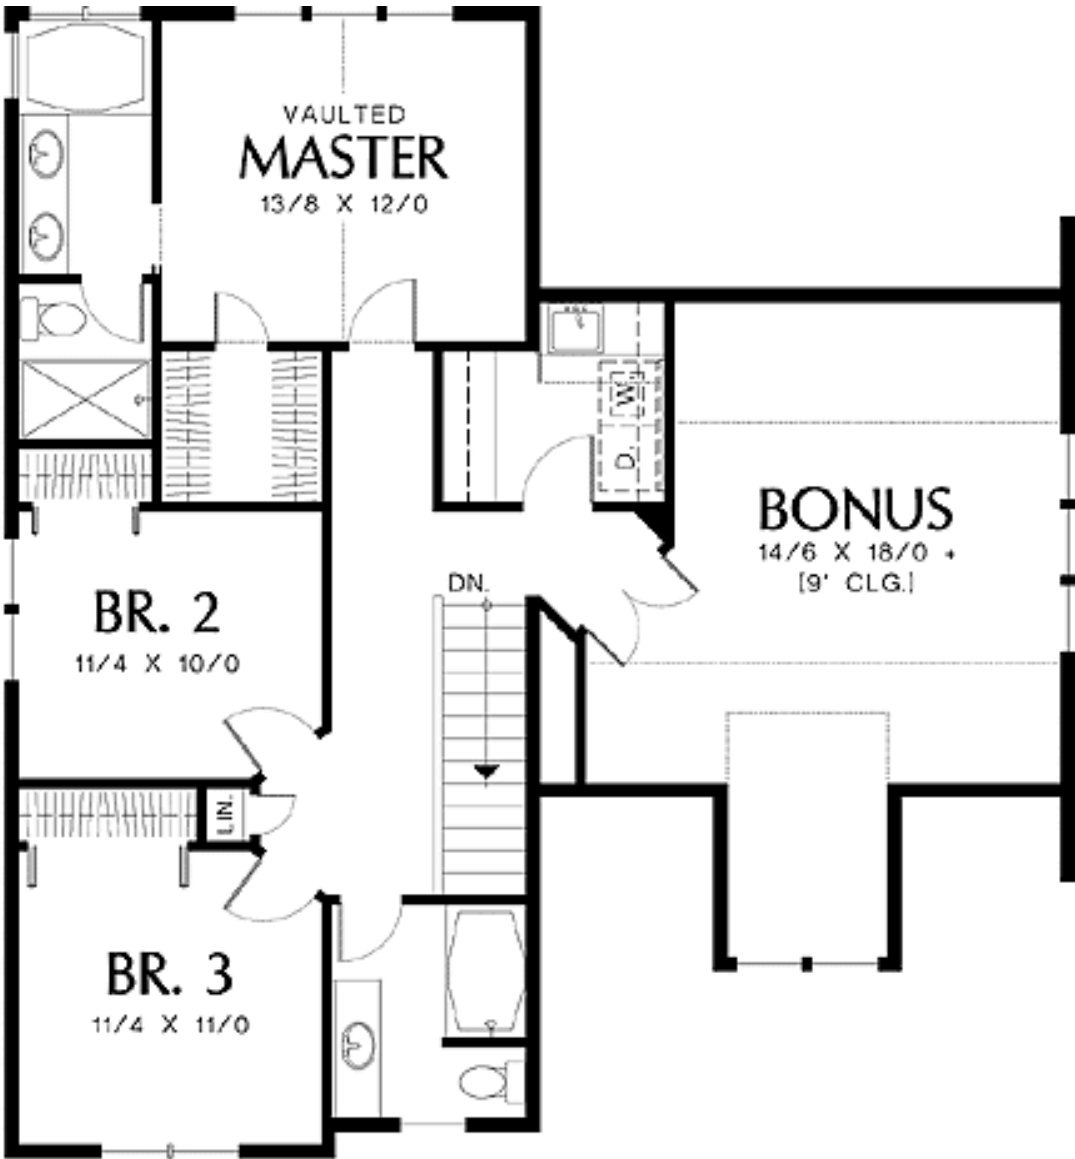 VAULTED
MASTER
13/8 X 12/0
W.
D.
BONUS
14/6 X 18/0 +
(9' CLG.)
DN.
BR. 2
11/4 X 10/0
LIN.
BR. 3
11/4 X 11/0